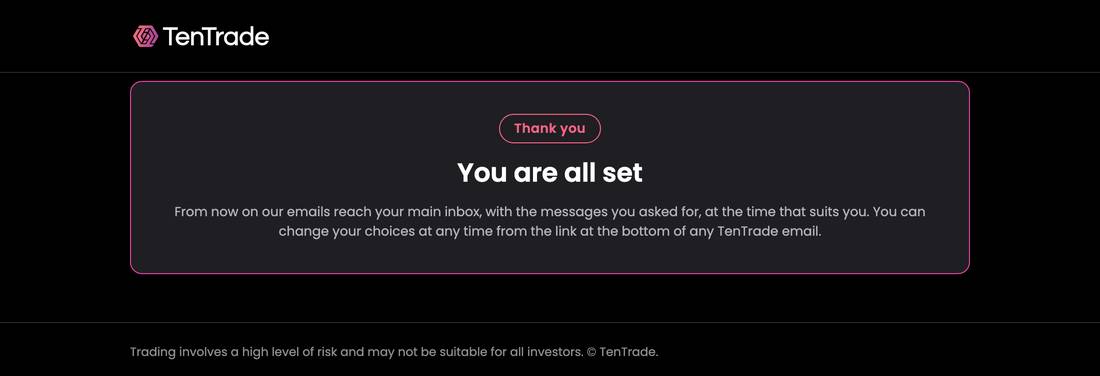 TenTrade
Thank you
You are all set
From now on our emails reach your main inbox, with the messages you asked for, at the time that suits you. You can
change your choices at any time from the link at the bottom of any TenTrade email.
Trading involves a high level of risk and may not be suitable for all investors. © TenTrade.